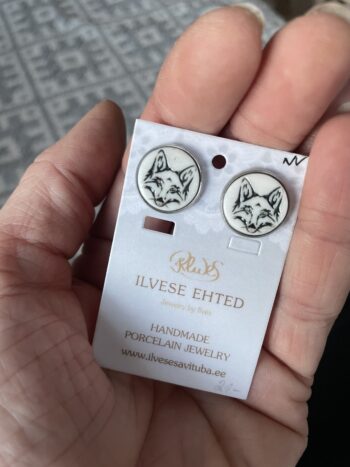 ILVESE EHTED
Jewelry by Ilves
HANDMADE
PORCELAIN JEWELRY
www.ilvesesavituba.ee